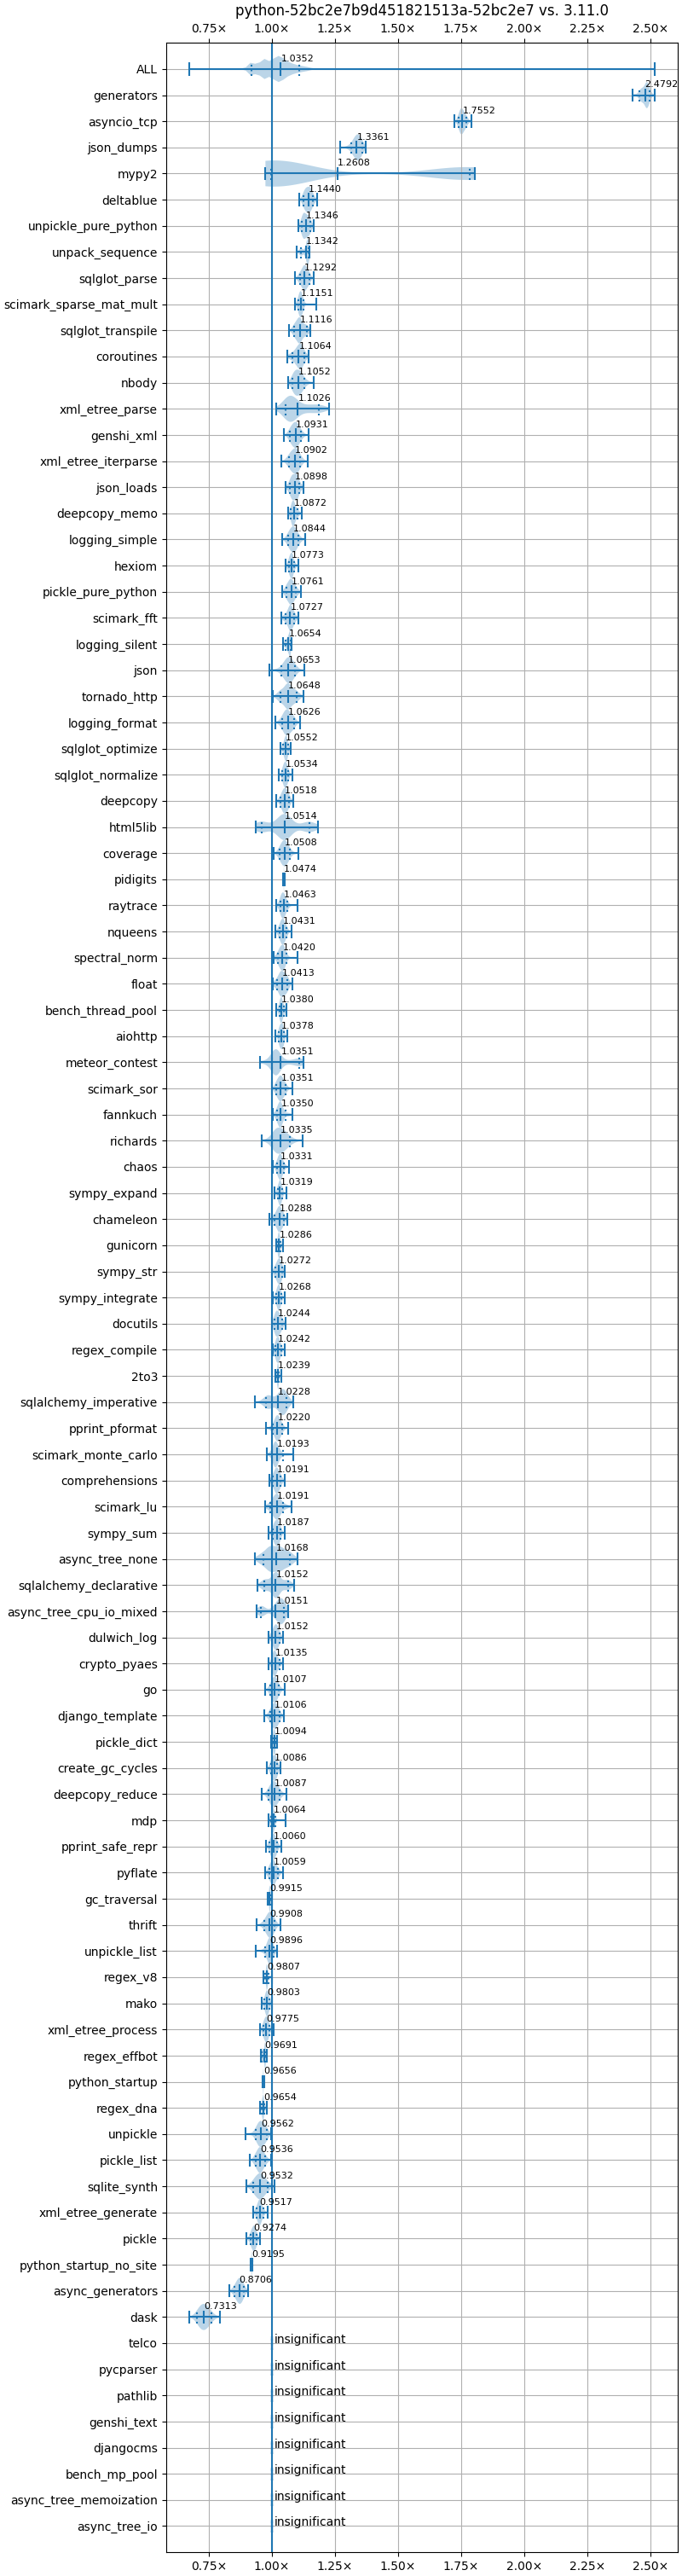 python-52bc2e7b9d451821513a-52bc2e7 vs. 3.11.0
0.75× 1.00× 1.25× 1.50× 1.75× 2.00× 2.25× 2.50×
ALL 1.0352
generators 2.4792
asyncio_tcp 1.7552
json_dumps 1.3361
mypy2 1.2608
deltablue 1.1440
unpickle_pure_python 1.1346
unpack_sequence 1.1342
sqlglot_parse 1.1292
scimark_sparse_mat_mult 1.1151
sqlglot_transpile 1.1116
coroutines 1.1064
nbody 1.1052
xml_etree_parse 1.1026
genshi_xml 1.0931
xml_etree_iterparse 1.0902
json_loads 1.0898
deepcopy_memo 1.0872
logging_simple 1.0844
hexiom 1.0773
pickle_pure_python 1.0761
scimark_fft 1.0727
logging_silent 1.0654
json 1.0653
tornado_http 1.0648
logging_format 1.0626
sqlglot_optimize 1.0552
sqlglot_normalize 1.0534
deepcopy 1.0518
html5lib 1.0514
coverage 1.0508
pidigits 1.0474
raytrace 1.0463
nqueens 1.0431
spectral_norm 1.0420
float 1.0413
bench_thread_pool 1.0380
aiohttp 1.0378
meteor_contest 1.0351
scimark_sor 1.0351
fannkuch 1.0350
richards 1.0335
chaos 1.0331
sympy_expand 1.0319
chameleon 1.0288
gunicorn 1.0286
sympy_str 1.0272
sympy_integrate 1.0268
docutils 1.0244
regex_compile 1.0242
2to3 1.0239
sqlalchemy_imperative 1.0228
pprint_pformat 1.0220
scimark_monte_carlo 1.0193
comprehensions 1.0191
scimark_lu 1.0191
sympy_sum 1.0187
async_tree_none 1.0168
sqlalchemy_declarative 1.0152
async_tree_cpu_io_mixed 1.0151
dulwich_log 1.0152
crypto_pyaes 1.0135
go 1.0107
django_template 1.0106
pickle_dict 1.0094
create_gc_cycles 1.0086
deepcopy_reduce 1.0087
mdp 1.0064
pprint_safe_repr 1.0060
pyflate 1.0059
gc_traversal 0.9915
thrift 0.9908
unpickle_list 0.9896
regex_v8 0.9807
mako 0.9803
xml_etree_process 0.9775
regex_effbot 0.9691
python_startup 0.9656
regex_dna 0.9654
unpickle 0.9562
pickle_list 0.9536
sqlite_synth 0.9532
xml_etree_generate 0.9517
pickle 0.9274
python_startup_no_site 0.9195
async_generators 0.8706
dask 0.7313
telco insignificant
pycparser insignificant
pathlib insignificant
genshi_text insignificant
djangocms insignificant
bench_mp_pool insignificant
async_tree_memoization insignificant
async_tree_io insignificant
0.75× 1.00× 1.25× 1.50× 1.75× 2.00× 2.25× 2.50×